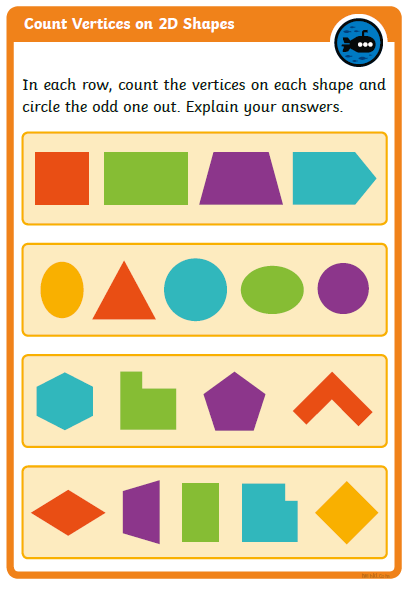 Count Vertices on 2D Shapes
In each row, count the vertices on each shape and
circle the odd one out. Explain your answers.